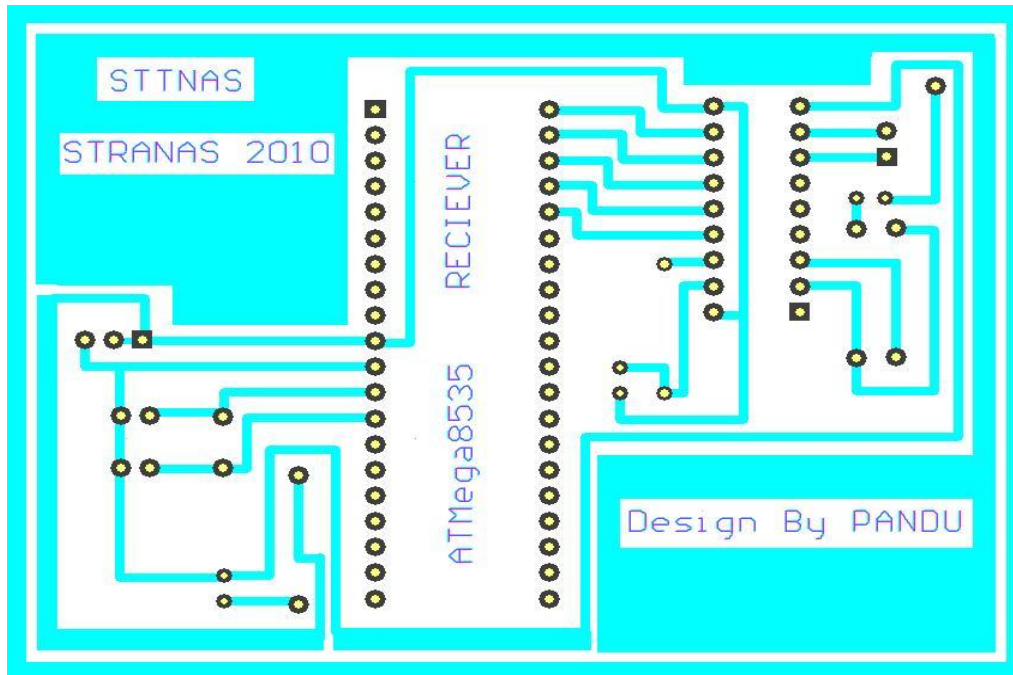 STTNAS
STRANAS 2010
RECIEVER
ATMega8535
Design By PANDU